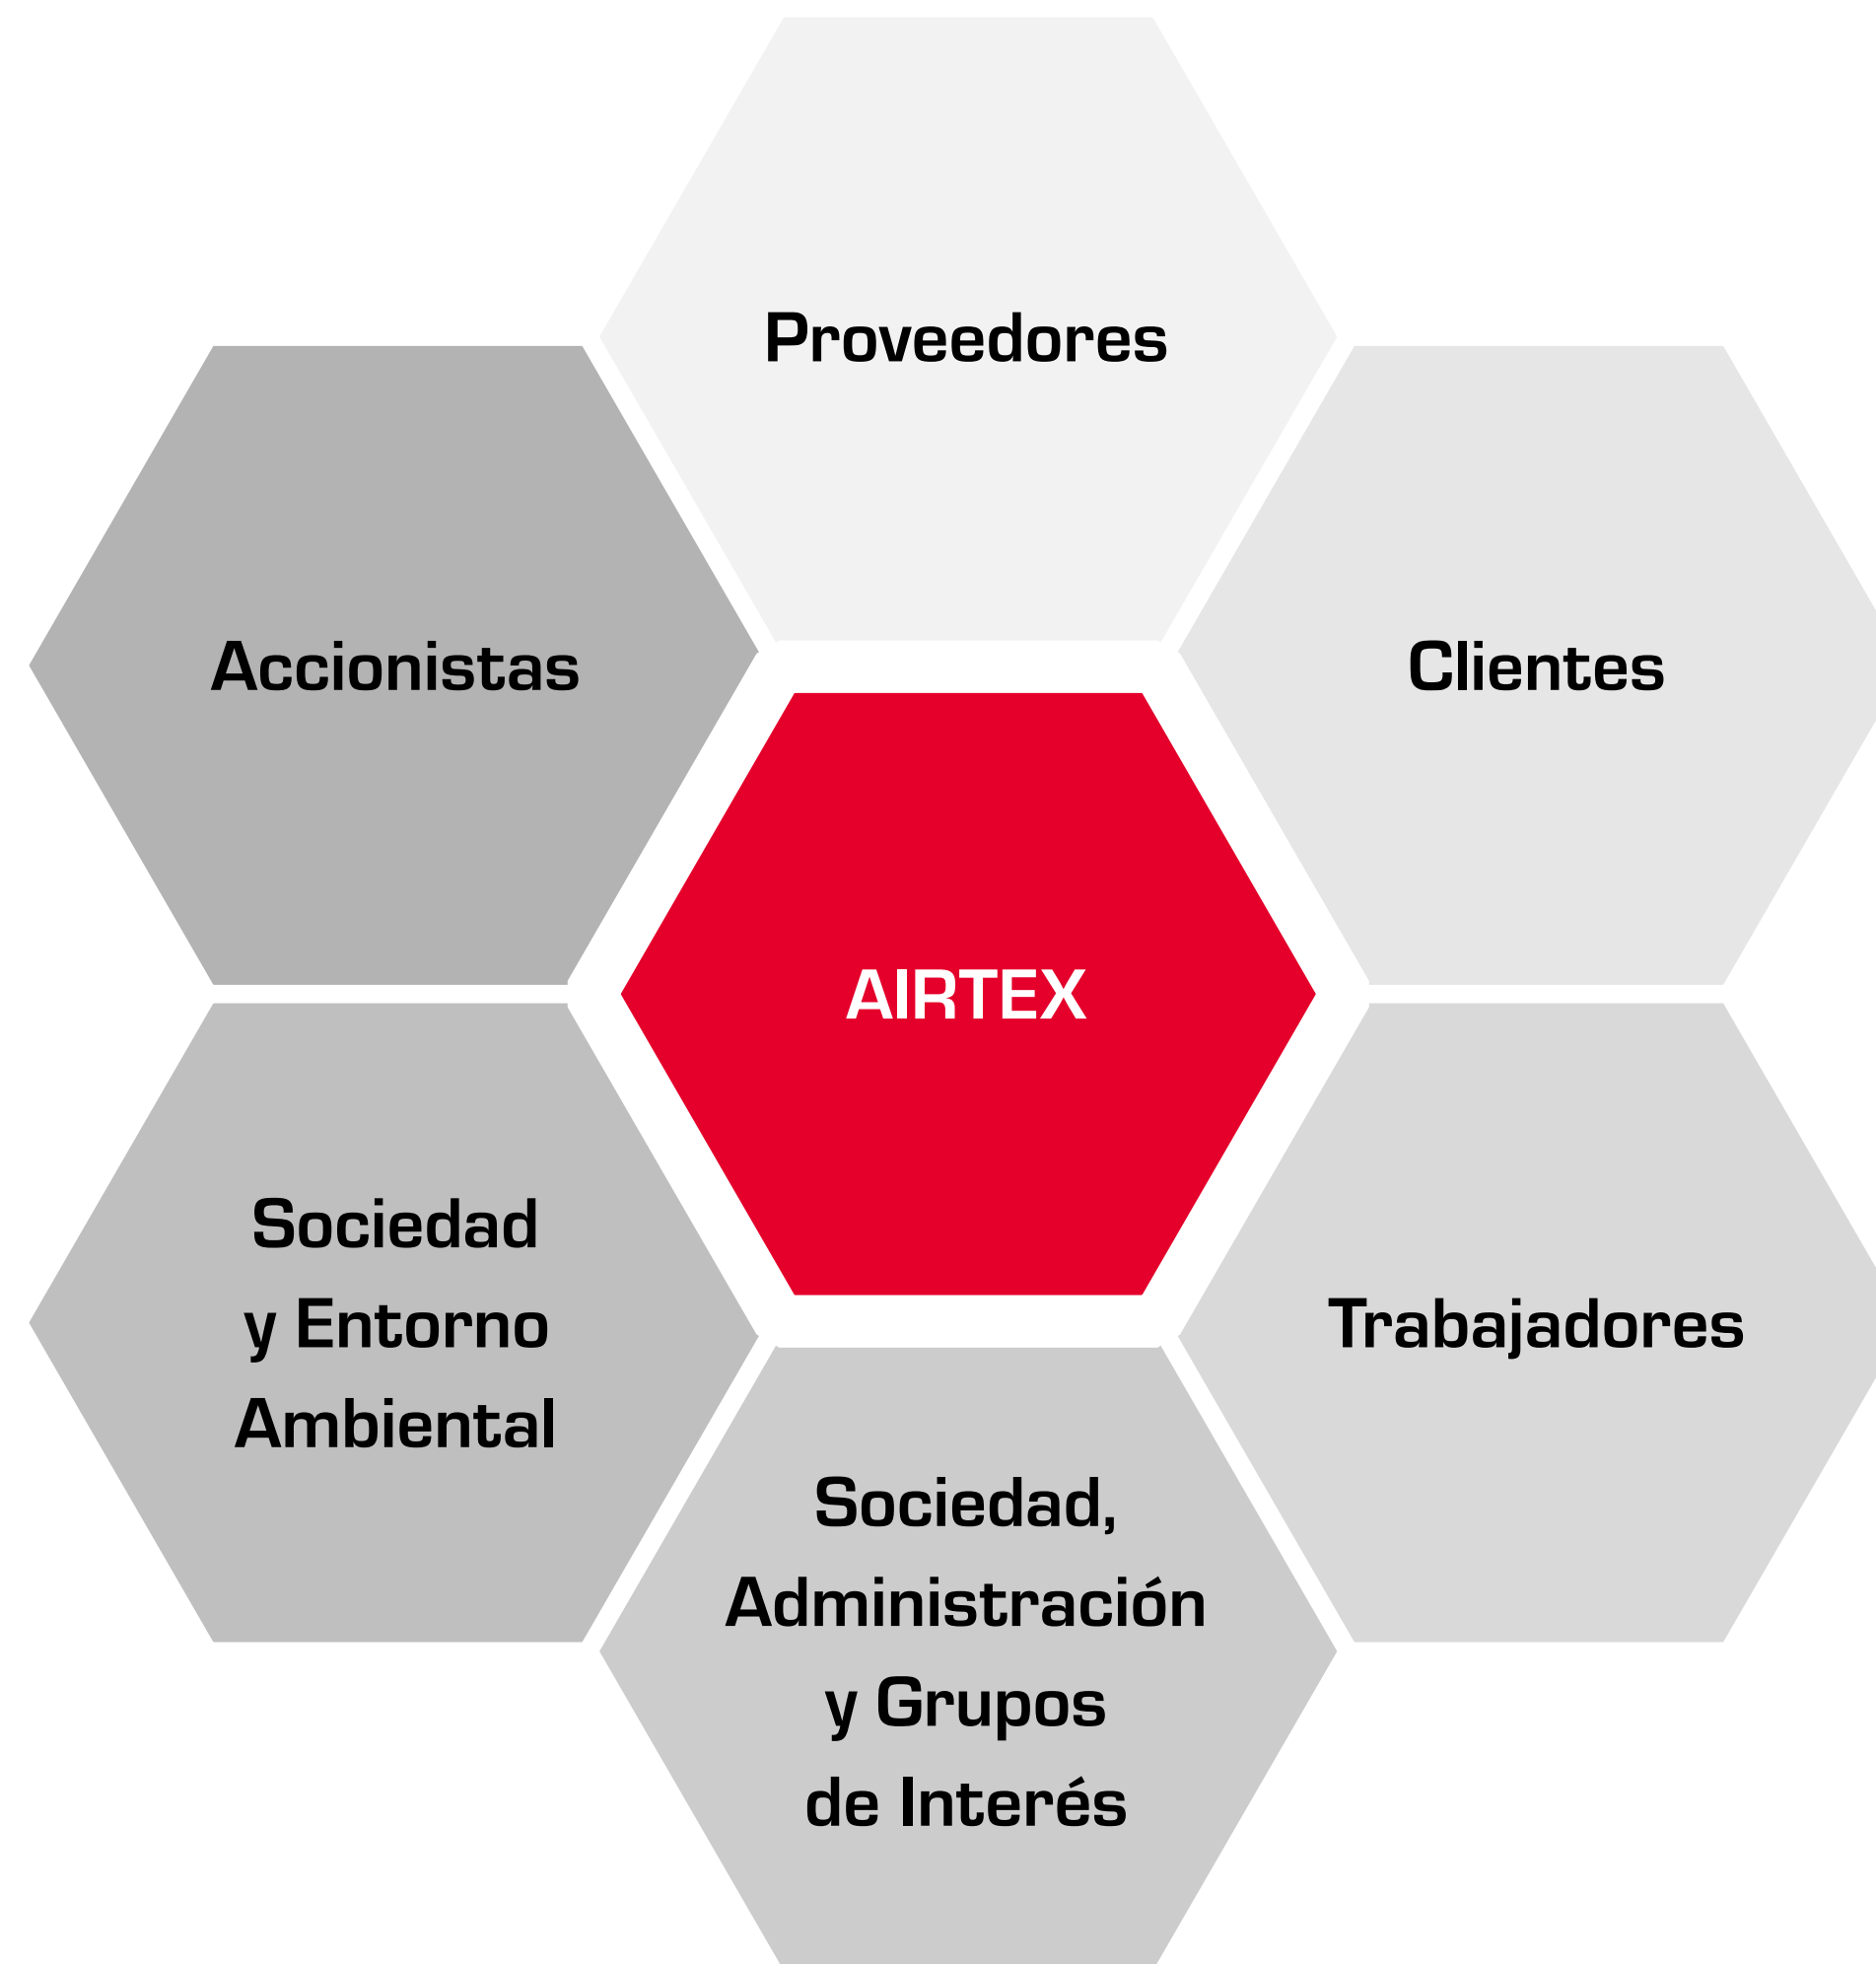 Proveedores
Accionistas
Clientes
AIRTEX
Sociedad
y Entorno
Ambiental
Trabajadores
Sociedad,
Administración
y Grupos
de Interés